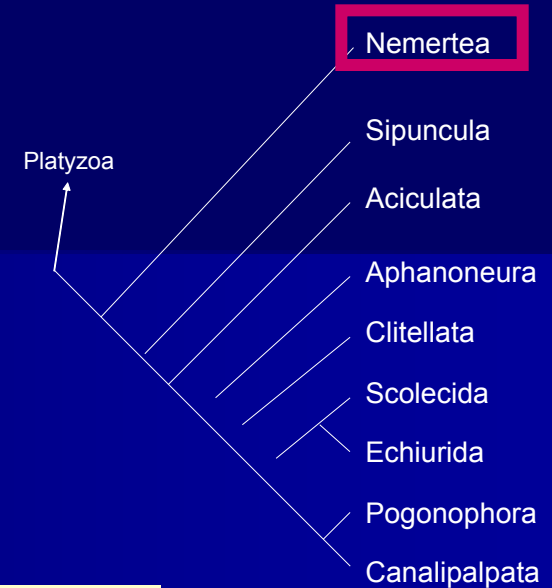 Nemertea
Sipuncula
Platyzoa
Aciculata
Aphanoneura
Clitellata
Scolecida
Echiurida
Pogonophora
Canalipalpata